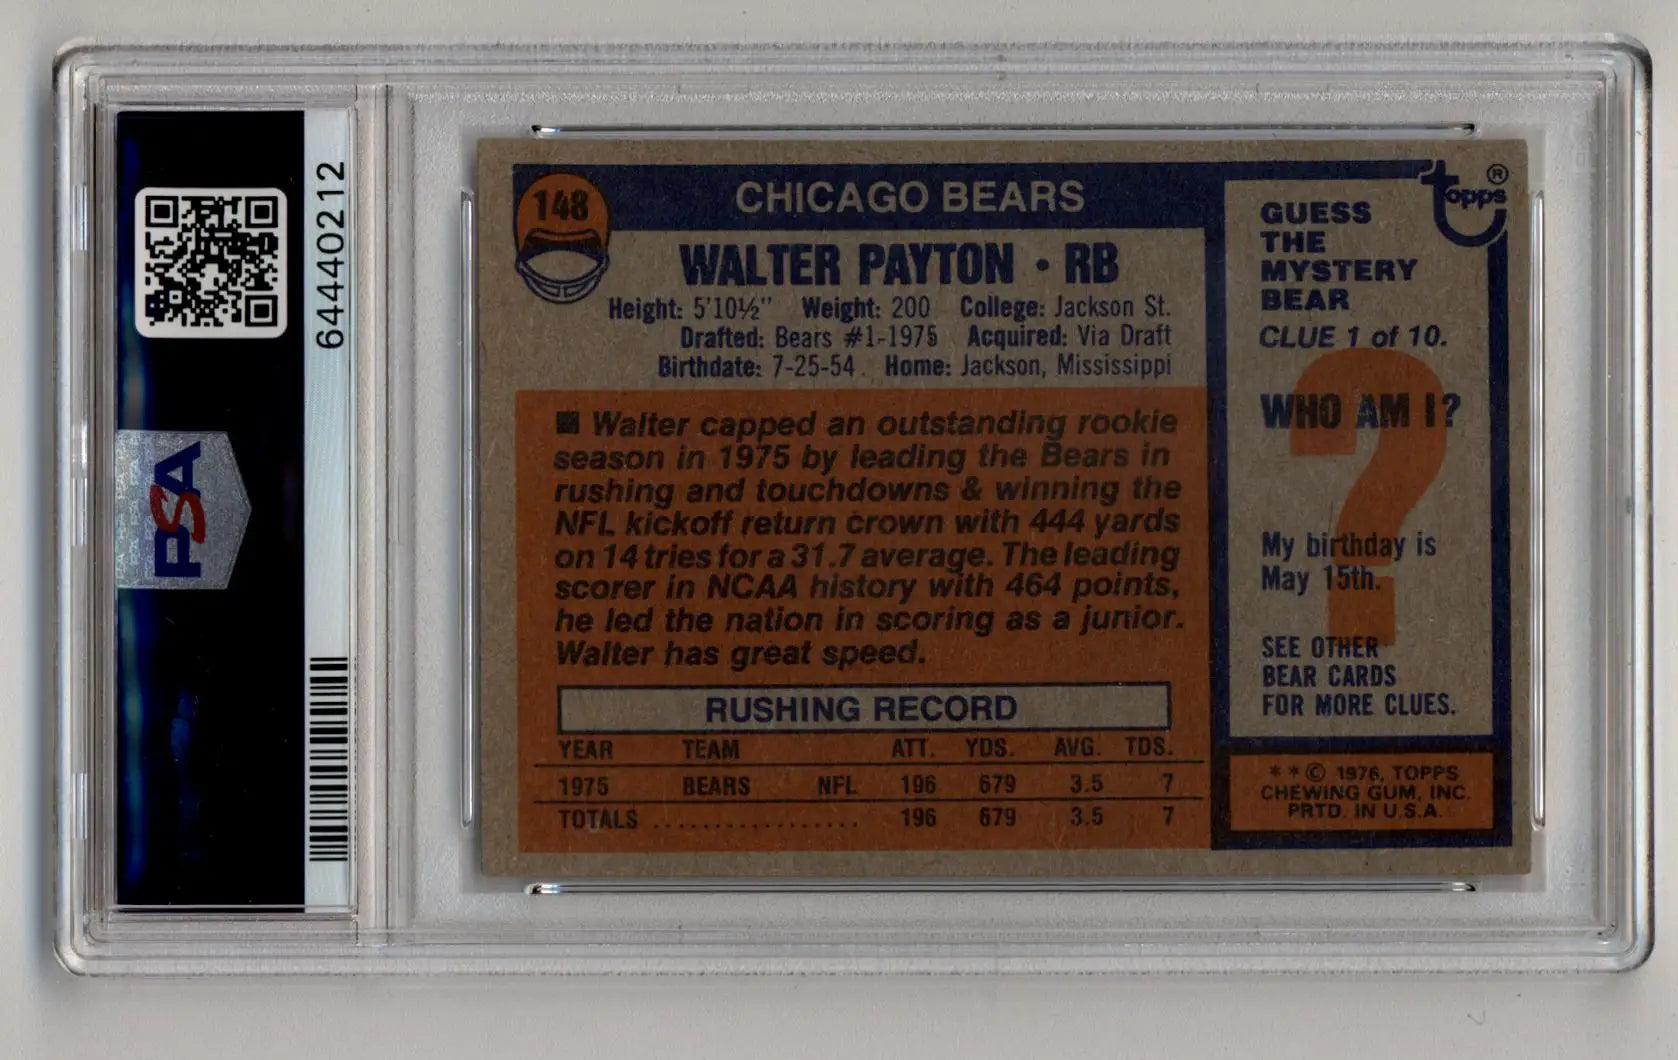 64440212
PSA
148
CHICAGO BEARS
WALTER PAYTON • RB
Height: 5'10½" Weight: 200 College: Jackson St.
Drafted: Bears #1-1975 Acquired: Via Draft
Birthdate: 7-25-54. Home: Jackson, Mississippi
■ Walter capped an outstanding rookie
season in 1975 by leading the Bears in
rushing and touchdowns & winning the
NFL kickoff return crown with 444 yards
on 14 tries for a 31.7 average. The leading
scorer in NCAA history with 464 points,
he led the nation in scoring as a junior.
Walter has great speed.
RUSHING RECORD
YEAR TEAM ATT. YDS. AVG. TDS.
1975 BEARS NFL 196 679 3.5 7
TOTALS ................ 196 679 3.5 7
topps®
GUESS
THE
MYSTERY
BEAR
CLUE 1 of 10.
?
WHO AM I?
My birthday is
May 15th.
SEE OTHER
BEAR CARDS
FOR MORE CLUES.
* * © 1976, TOPPS
CHEWING GUM, INC.
PRTD. IN U.S.A.